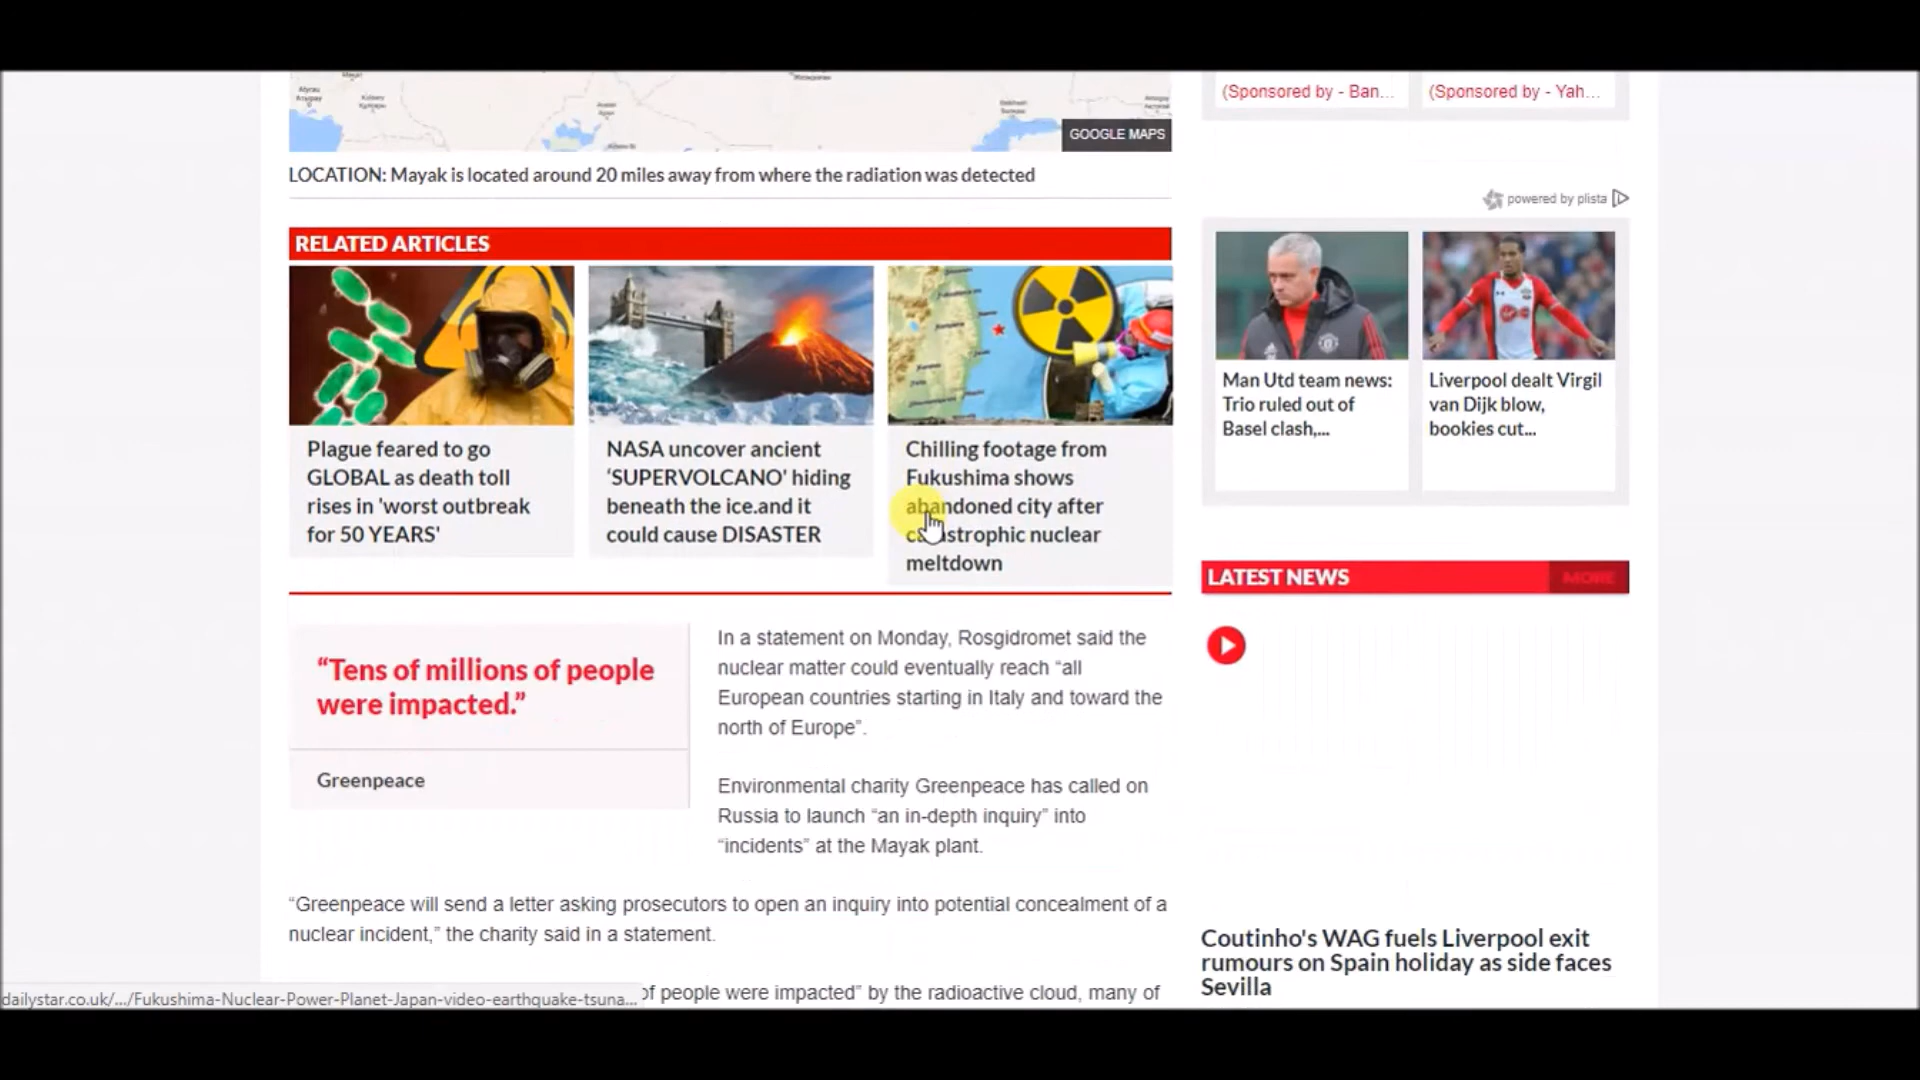 GOOGLE MAPS
LOCATION: Mayak is located around 20 miles away from where the radiation was detected
RELATED ARTICLES
Plague feared to go
GLOBAL as death toll
rises in 'worst outbreak
for 50 YEARS'
NASA uncover ancient
‘SUPERVOLCANO' hiding
beneath the ice.and it
could cause DISASTER
Chilling footage from
Fukushima shows
abandoned city after
catastrophic nuclear
meltdown
“Tens of millions of people
were impacted.”
Greenpeace
In a statement on Monday, Rosgidromet said the
nuclear matter could eventually reach “all
European countries starting in Italy and toward the
north of Europe”.
Environmental charity Greenpeace has called on
Russia to launch “an in-depth inquiry” into
“incidents” at the Mayak plant.
“Greenpeace will send a letter asking prosecutors to open an inquiry into potential concealment of a
nuclear incident,” the charity said in a statement.
of people were impacted” by the radioactive cloud, many of
dailystar.co.uk/.../Fukushima-Nuclear-Power-Planet-Japan-video-earthquake-tsuna...
(Sponsored by - Ban...
(Sponsored by - Yah...
powered by plista
Man Utd team news:
Trio ruled out of
Basel clash,...
Liverpool dealt Virgil
van Dijk blow,
bookies cut...
LATEST NEWS
MORE
Coutinho's WAG fuels Liverpool exit
rumours on Spain holiday as side faces
Sevilla